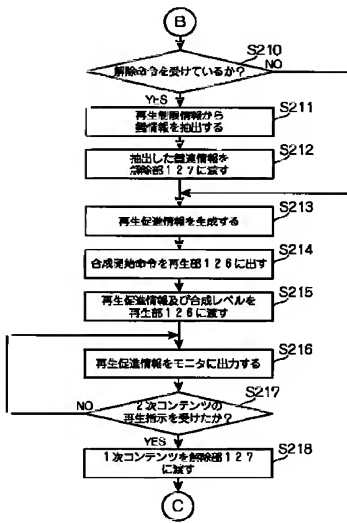 B
S210
解除命令を受けているか？
NO
YES
S211
再生制限情報から
鍵情報を抽出する
S212
抽出した鍵情報を
解除部１２７に渡す
S213
再生促進情報を生成する
S214
合成開始命令を再生部１２６に出す
S215
再生促進情報及び合成レベルを
再生部１２６に渡す
S216
再生促進情報をモニタに出力する
S217
NO
２次コンテンツの
再生指示を受けたか？
YES
S218
１次コンテンツを解除部１２７
に渡す
C